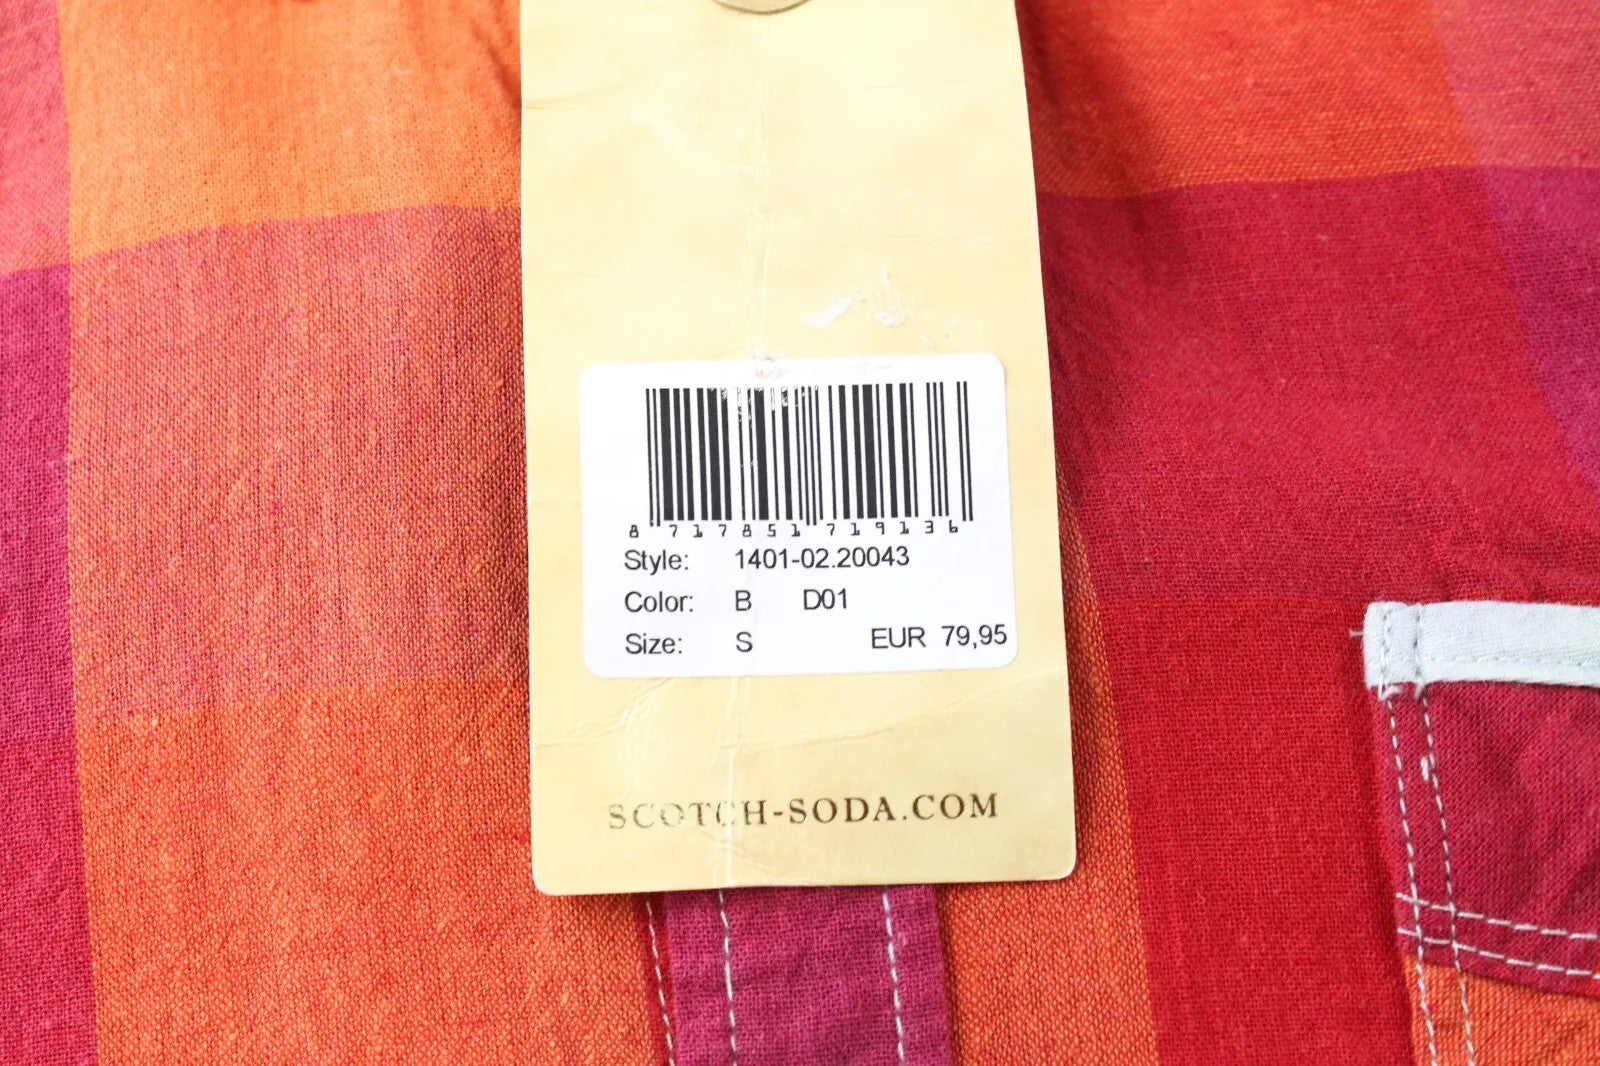 8 717851 719136
Style: 1401-02.20043
Color: B D01
Size: S EUR 79,95
SCOTCH-SODA.COM